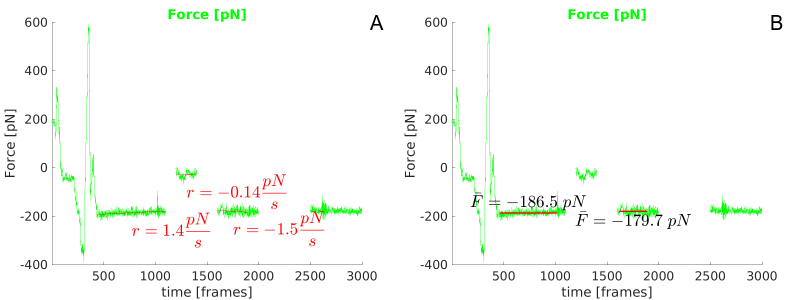 Force [pN]
A
Force [pN]
600
400
200
0
-200
-400
500
1000
1500
2000
2500
3000
time [frames]
r = −0.14 pN/s
r = 1.4 pN/s
r = −1.5 pN/s
Force [pN]
B
Force [pN]
600
400
200
0
-200
-400
500
1000
1500
2000
2500
3000
time [frames]
F̄ = −186.5 pN
F̄ = −179.7 pN